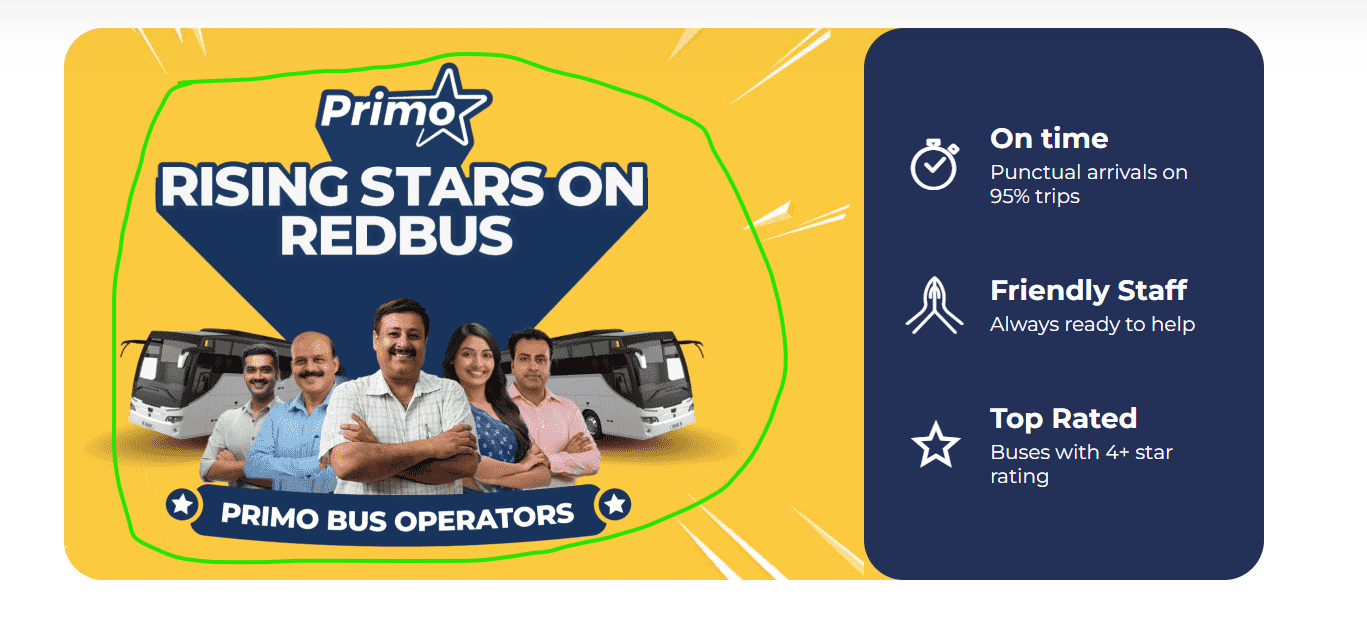 Primo
RISING STARS ON
REDBUS
PRIMO BUS OPERATORS
On time
Punctual arrivals on
95% trips
Friendly Staff
Always ready to help
Top Rated
Buses with 4+ star
rating